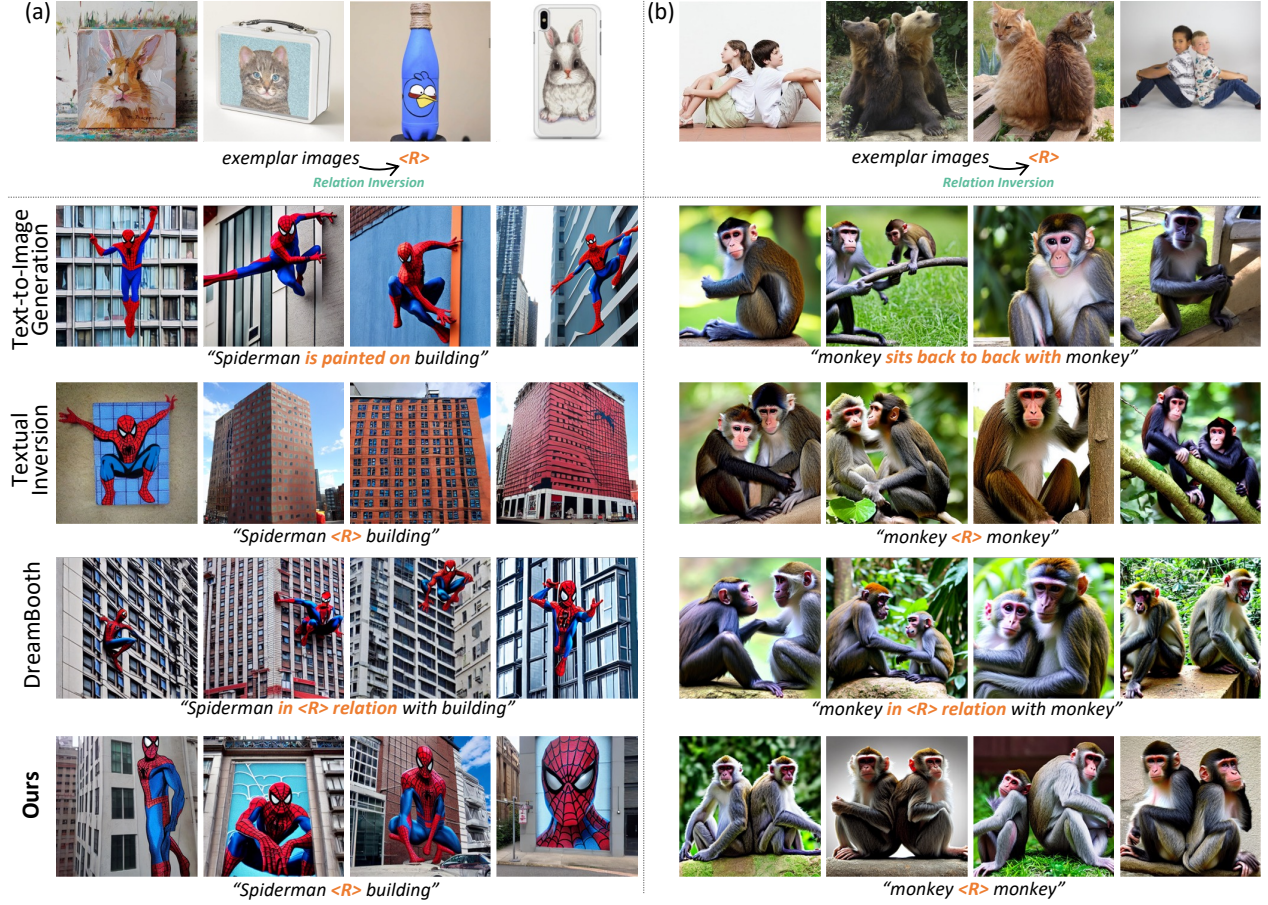 (a)
exemplar images <R>
Relation Inversion
(b)
exemplar images <R>
Relation Inversion
Text-to-Image
Generation
"Spiderman is painted on building"
"monkey sits back to back with monkey"
Textual
Inversion
"Spiderman <R> building"
"monkey <R> monkey"
DreamBooth
"Spiderman in <R> relation with building"
"monkey in <R> relation with monkey"
Ours
"Spiderman <R> building"
"monkey <R> monkey"